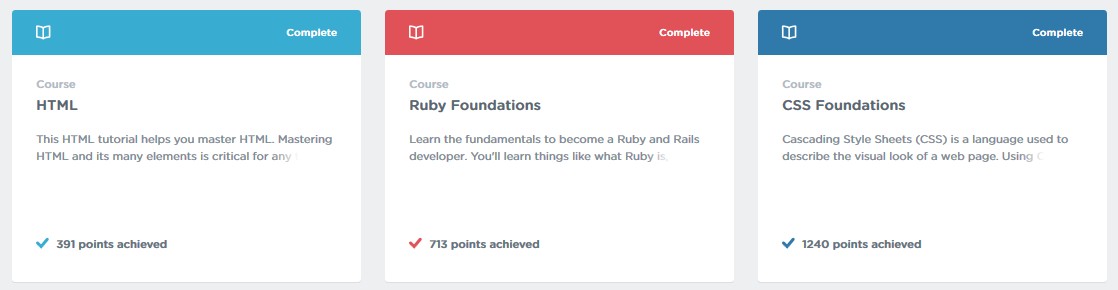 Complete
Course
HTML
This HTML tutorial helps you master HTML. Mastering
HTML and its many elements is critical for any
391 points achieved
Complete
Course
Ruby Foundations
Learn the fundamentals to become a Ruby and Rails
developer. You'll learn things like what Ruby is,
713 points achieved
Complete
Course
CSS Foundations
Cascading Style Sheets (CSS) is a language used to
describe the visual look of a web page. Using
1240 points achieved